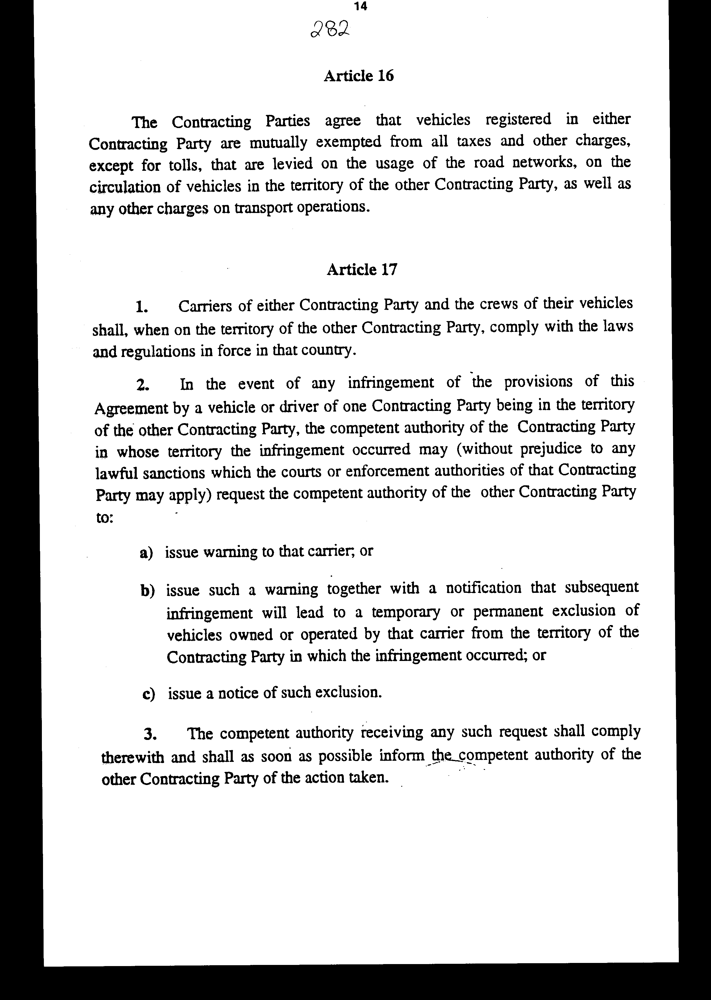 14
282
Article 16
The Contracting Parties agree that vehicles registered in either
Contracting Party are mutually exempted from all taxes and other charges,
except for tolls, that are levied on the usage of the road networks, on the
circulation of vehicles in the territory of the other Contracting Party, as well as
any other charges on transport operations.
Article 17
1. Carriers of either Contracting Party and the crews of their vehicles
shall, when on the territory of the other Contracting Party, comply with the laws
and regulations in force in that country.
2. In the event of any infringement of the provisions of this
Agreement by a vehicle or driver of one Contracting Party being in the territory
of the other Contracting Party, the competent authority of the Contracting Party
in whose territory the infringement occurred may (without prejudice to any
lawful sanctions which the courts or enforcement authorities of that Contracting
Party may apply) request the competent authority of the other Contracting Party
to:
a) issue warning to that carrier; or
b) issue such a warning together with a notification that subsequent
infringement will lead to a temporary or permanent exclusion of
vehicles owned or operated by that carrier from the territory of the
Contracting Party in which the infringement occurred; or
c) issue a notice of such exclusion.
3. The competent authority receiving any such request shall comply
therewith and shall as soon as possible inform the competent authority of the
other Contracting Party of the action taken.